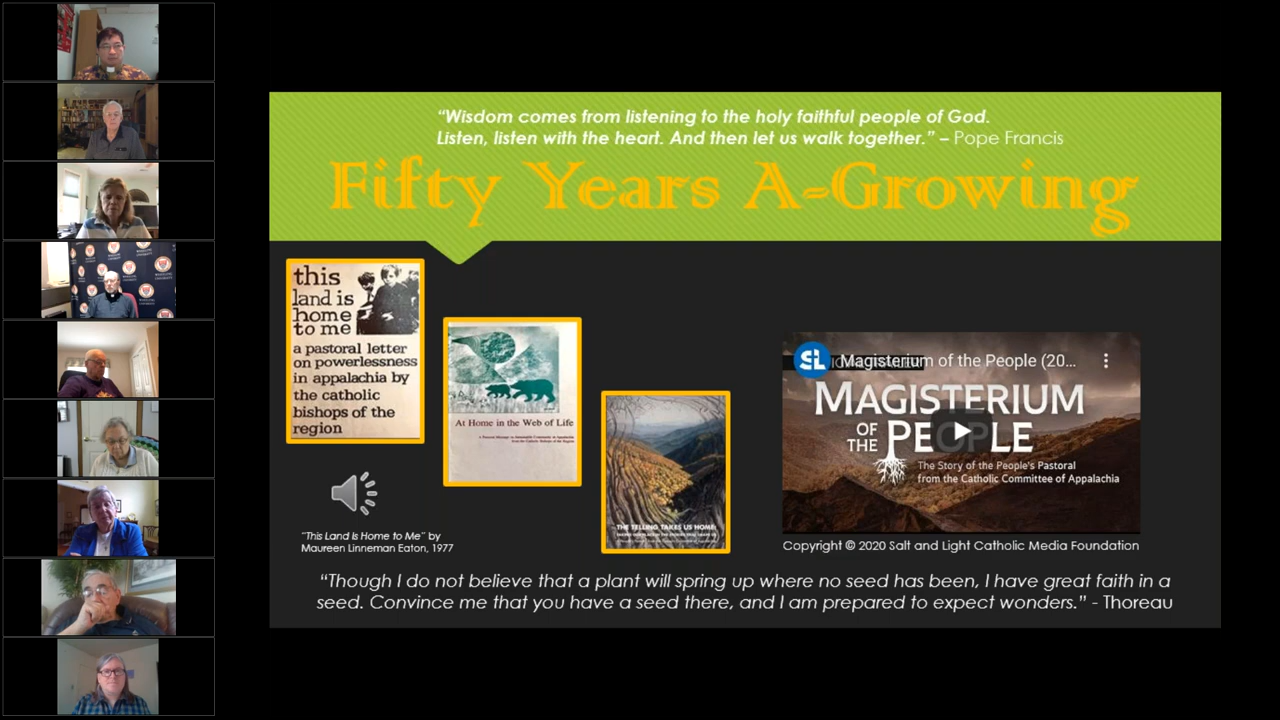 “Wisdom comes from listening to the holy faithful people of God.
Listen, listen with the heart. And then let us walk together.” – Pope Francis
Fifty Years A-Growing
this
land is
home
to me
a pastoral letter
on powerlessness
in appalachia by
the catholic
bishops of the
region
At Home in the Web of Life
THE TELLING TAKES US HOME
SL Magisterium of the People (20...
MAGISTERIUM
OF THE PEOPLE
The Story of the People's Pastoral
from the Catholic Committee of Appalachia
“This Land Is Home to Me” by
Maureen Linneman Eaton, 1977
Copyright © 2020 Salt and Light Catholic Media Foundation
“Though I do not believe that a plant will spring up where no seed has been, I have great faith in a
seed. Convince me that you have a seed there, and I am prepared to expect wonders.” - Thoreau